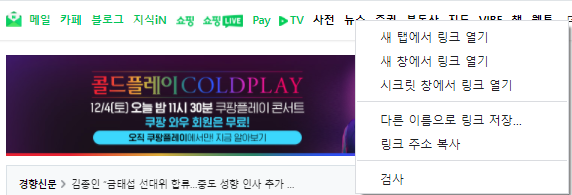 메일 카페 블로그 지식iN 쇼핑 쇼핑LIVE Pay TV 사전 뉴스 증권 부동산 지도 VIBE 책 웹툰
새 탭에서 링크 열기
새 창에서 링크 열기
시크릿 창에서 링크 열기
다른 이름으로 링크 저장...
링크 주소 복사
검사
콜드플레이 COLDPLAY
12/4(토) 오늘 밤 11시 30분 쿠팡플레이 콘서트
쿠팡 와우 회원은 무료!
오직 쿠팡플레이에서만! 지금 알아보기
경향신문 > 김종인 "금태섭 선대위 합류…중도 성향 인사 추가 ...